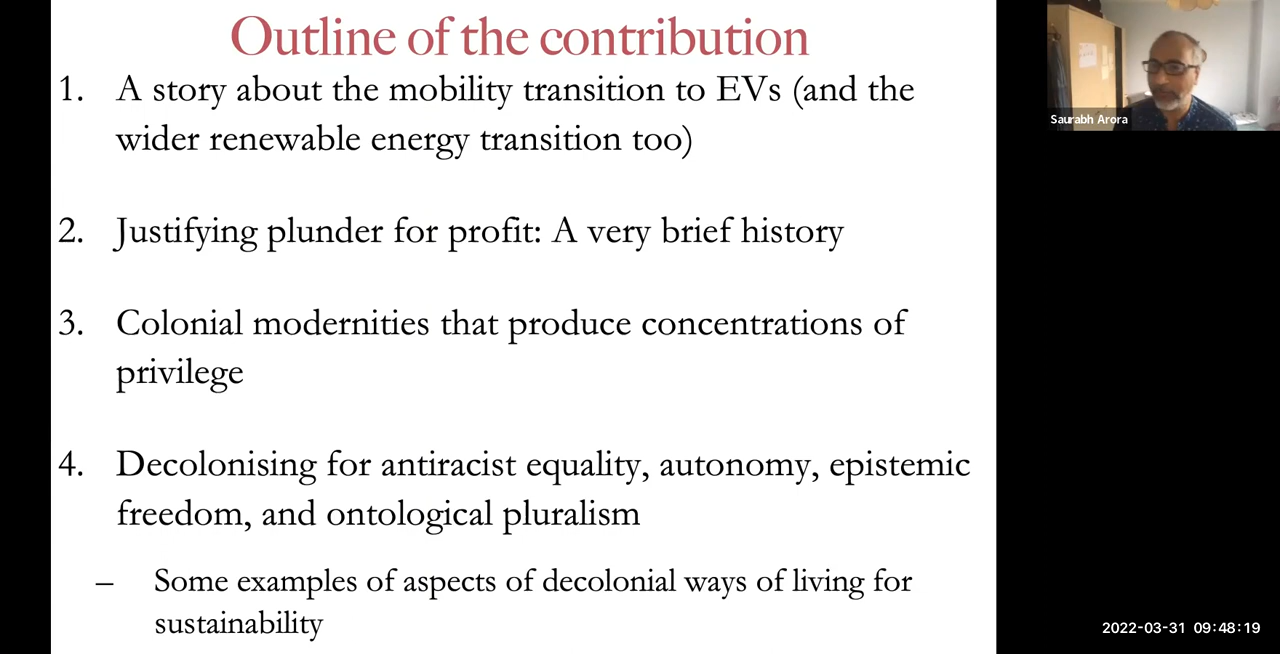 Outline of the contribution
1. A story about the mobility transition to EVs (and the
wider renewable energy transition too)
2. Justifying plunder for profit: A very brief history
3. Colonial modernities that produce concentrations of
privilege
4. Decolonising for antiracist equality, autonomy, epistemic
freedom, and ontological pluralism
– Some examples of aspects of decolonial ways of living for
sustainability
Saurabh Arora
2022-03-31 09:48:19